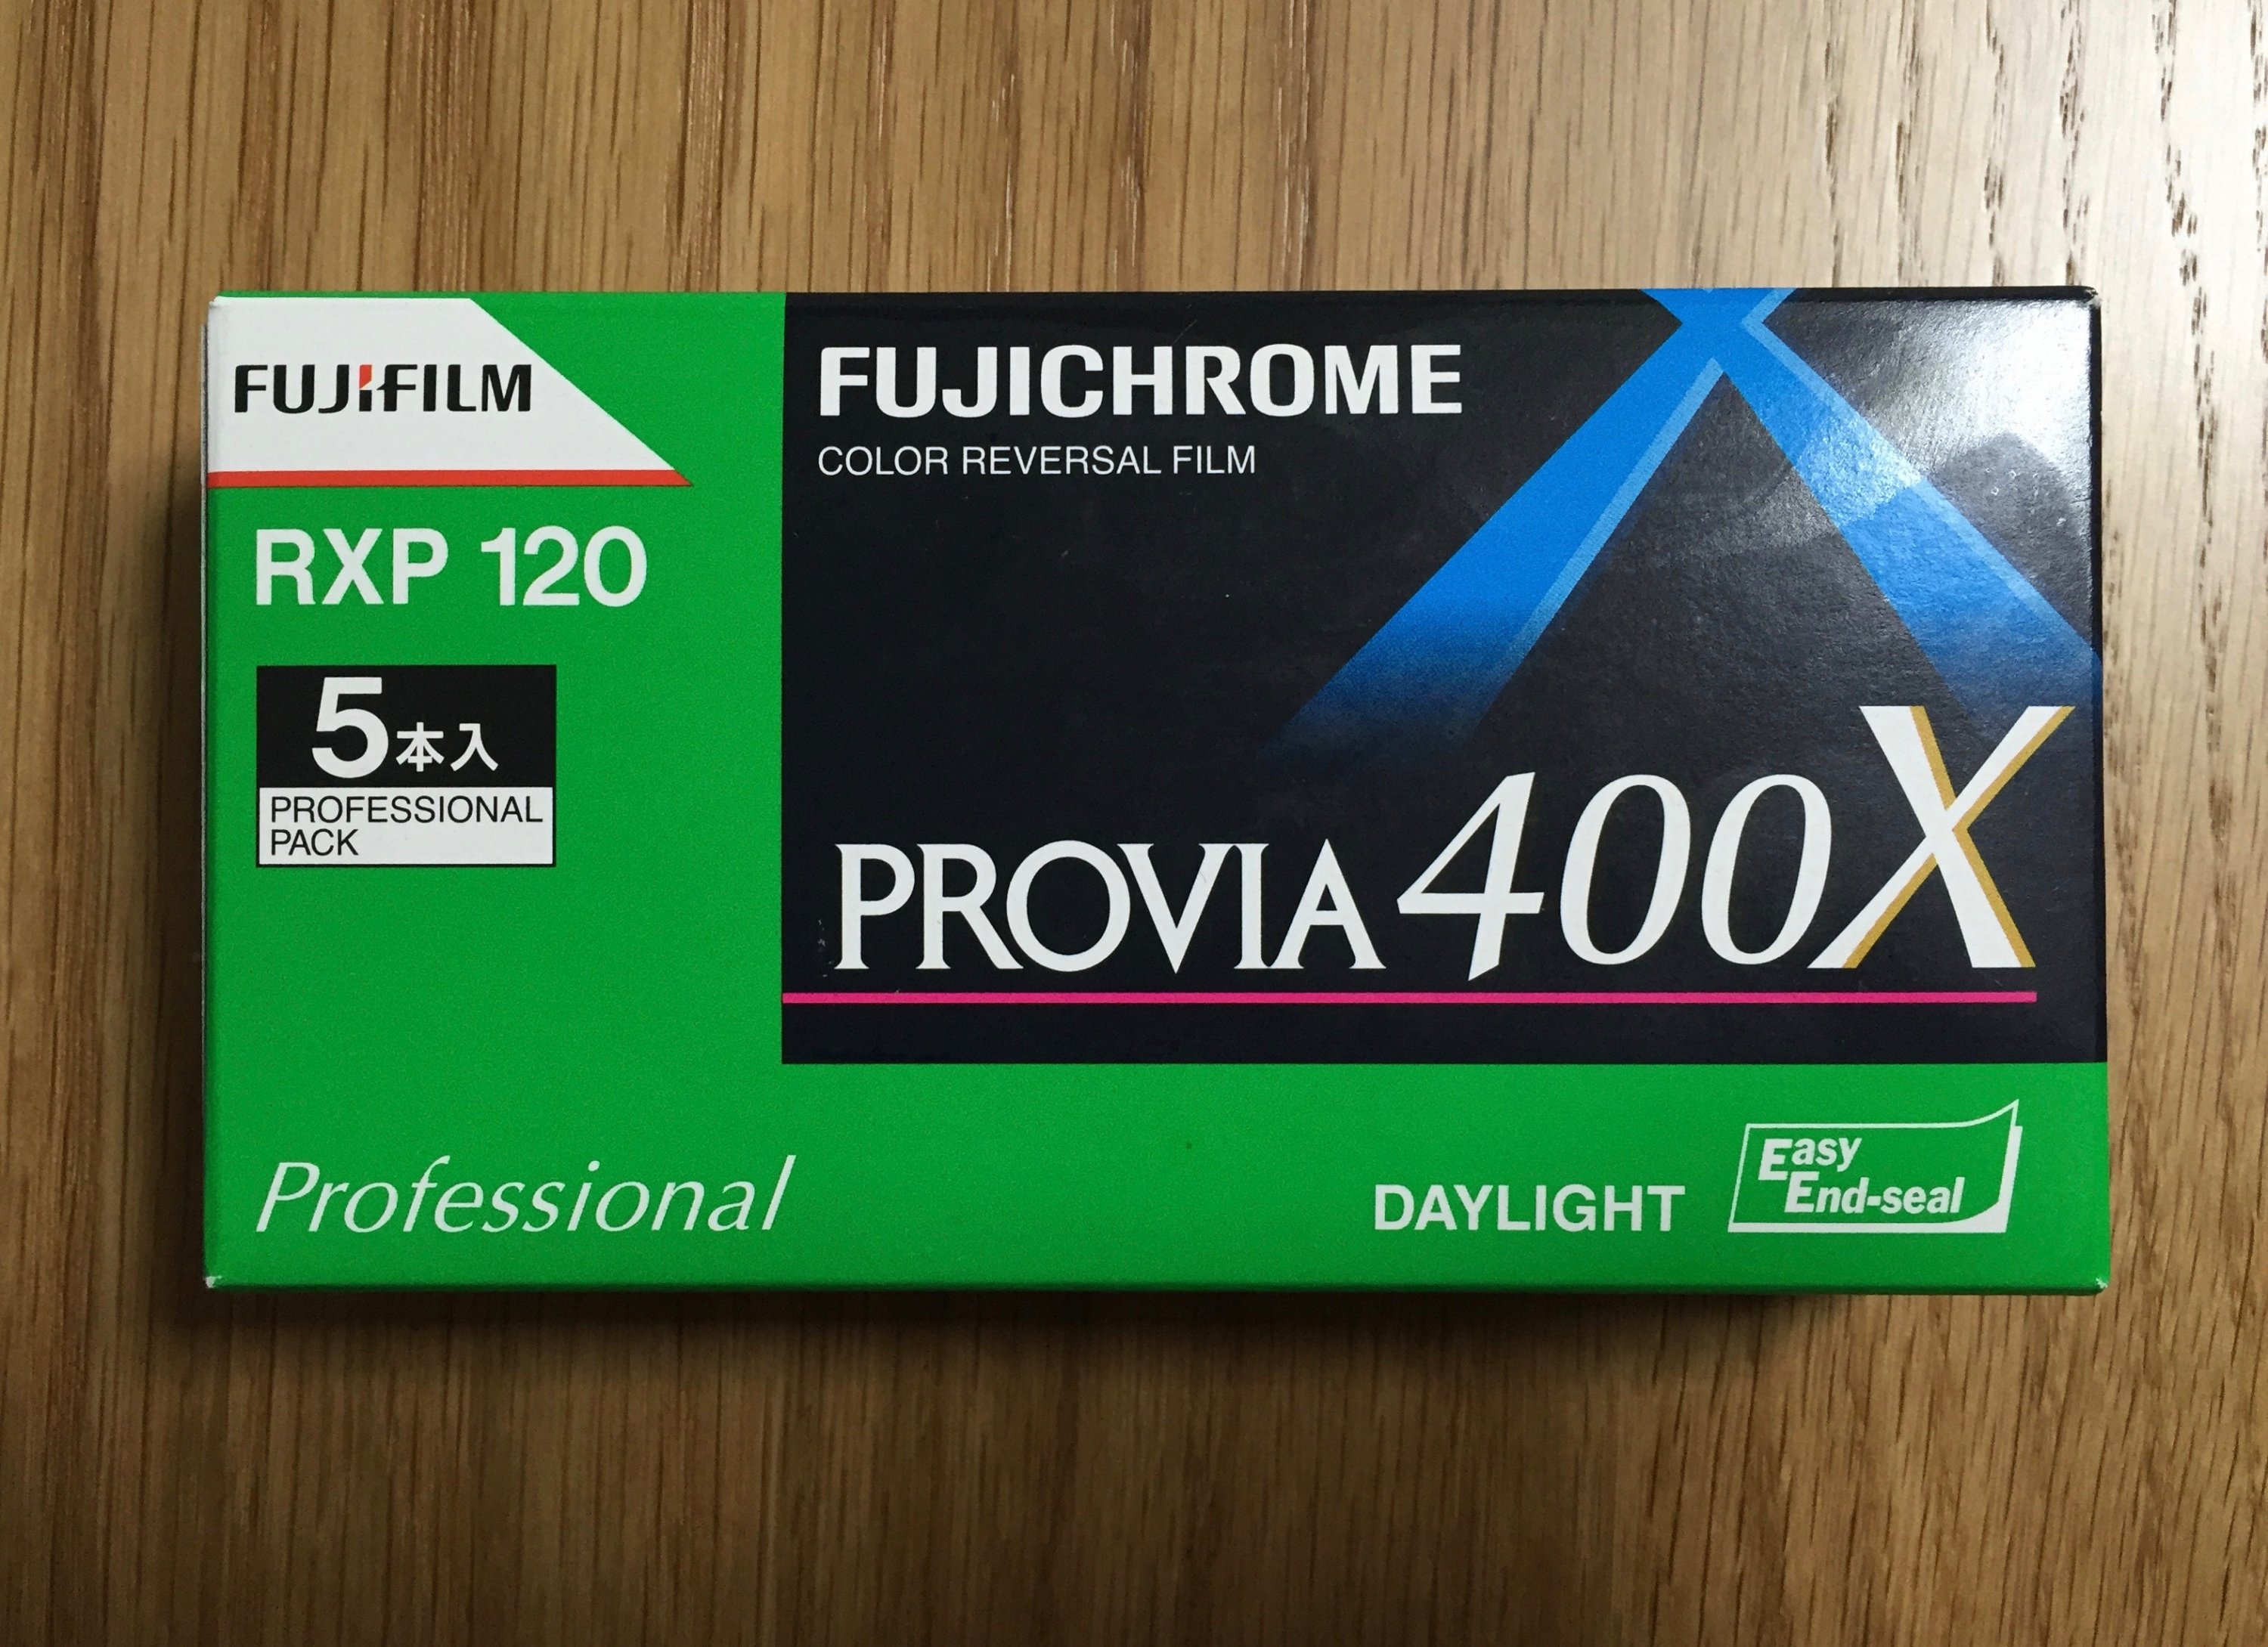 FUJIFILM
RXP 120
5本入
PROFESSIONAL
PACK
FUJICHROME
COLOR REVERSAL FILM
PROVIA 400X
Professional
DAYLIGHT
Easy
End-seal